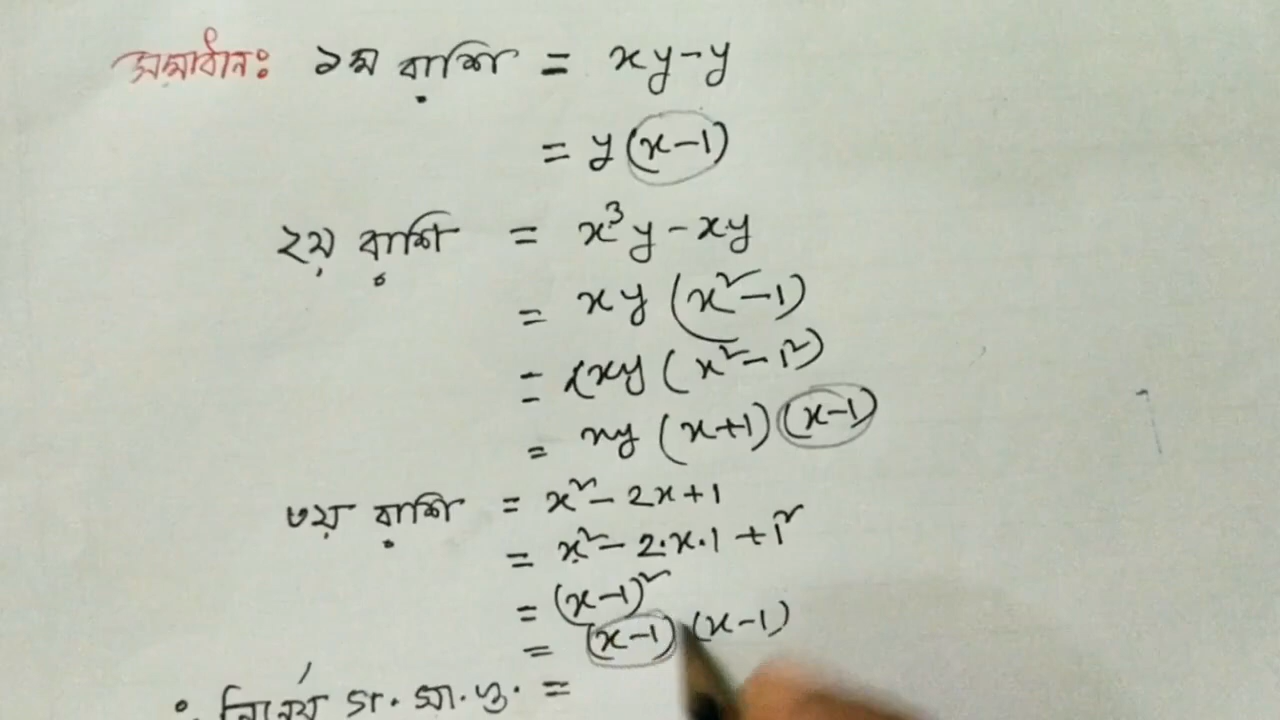 সমাধানঃ ১ম রাশি = xy-y
= y(x-1)
২য় রাশি = x³y-xy
= xy(x²-1)
= xy(x²-1²)
= xy(x+1)(x-1)
৩য় রাশি = x²-2x+1
= x²-2·x·1+1²
= (x-1)²
= (x-1)(x-1)
∴ নির্ণেয় গ.সা.গু. =